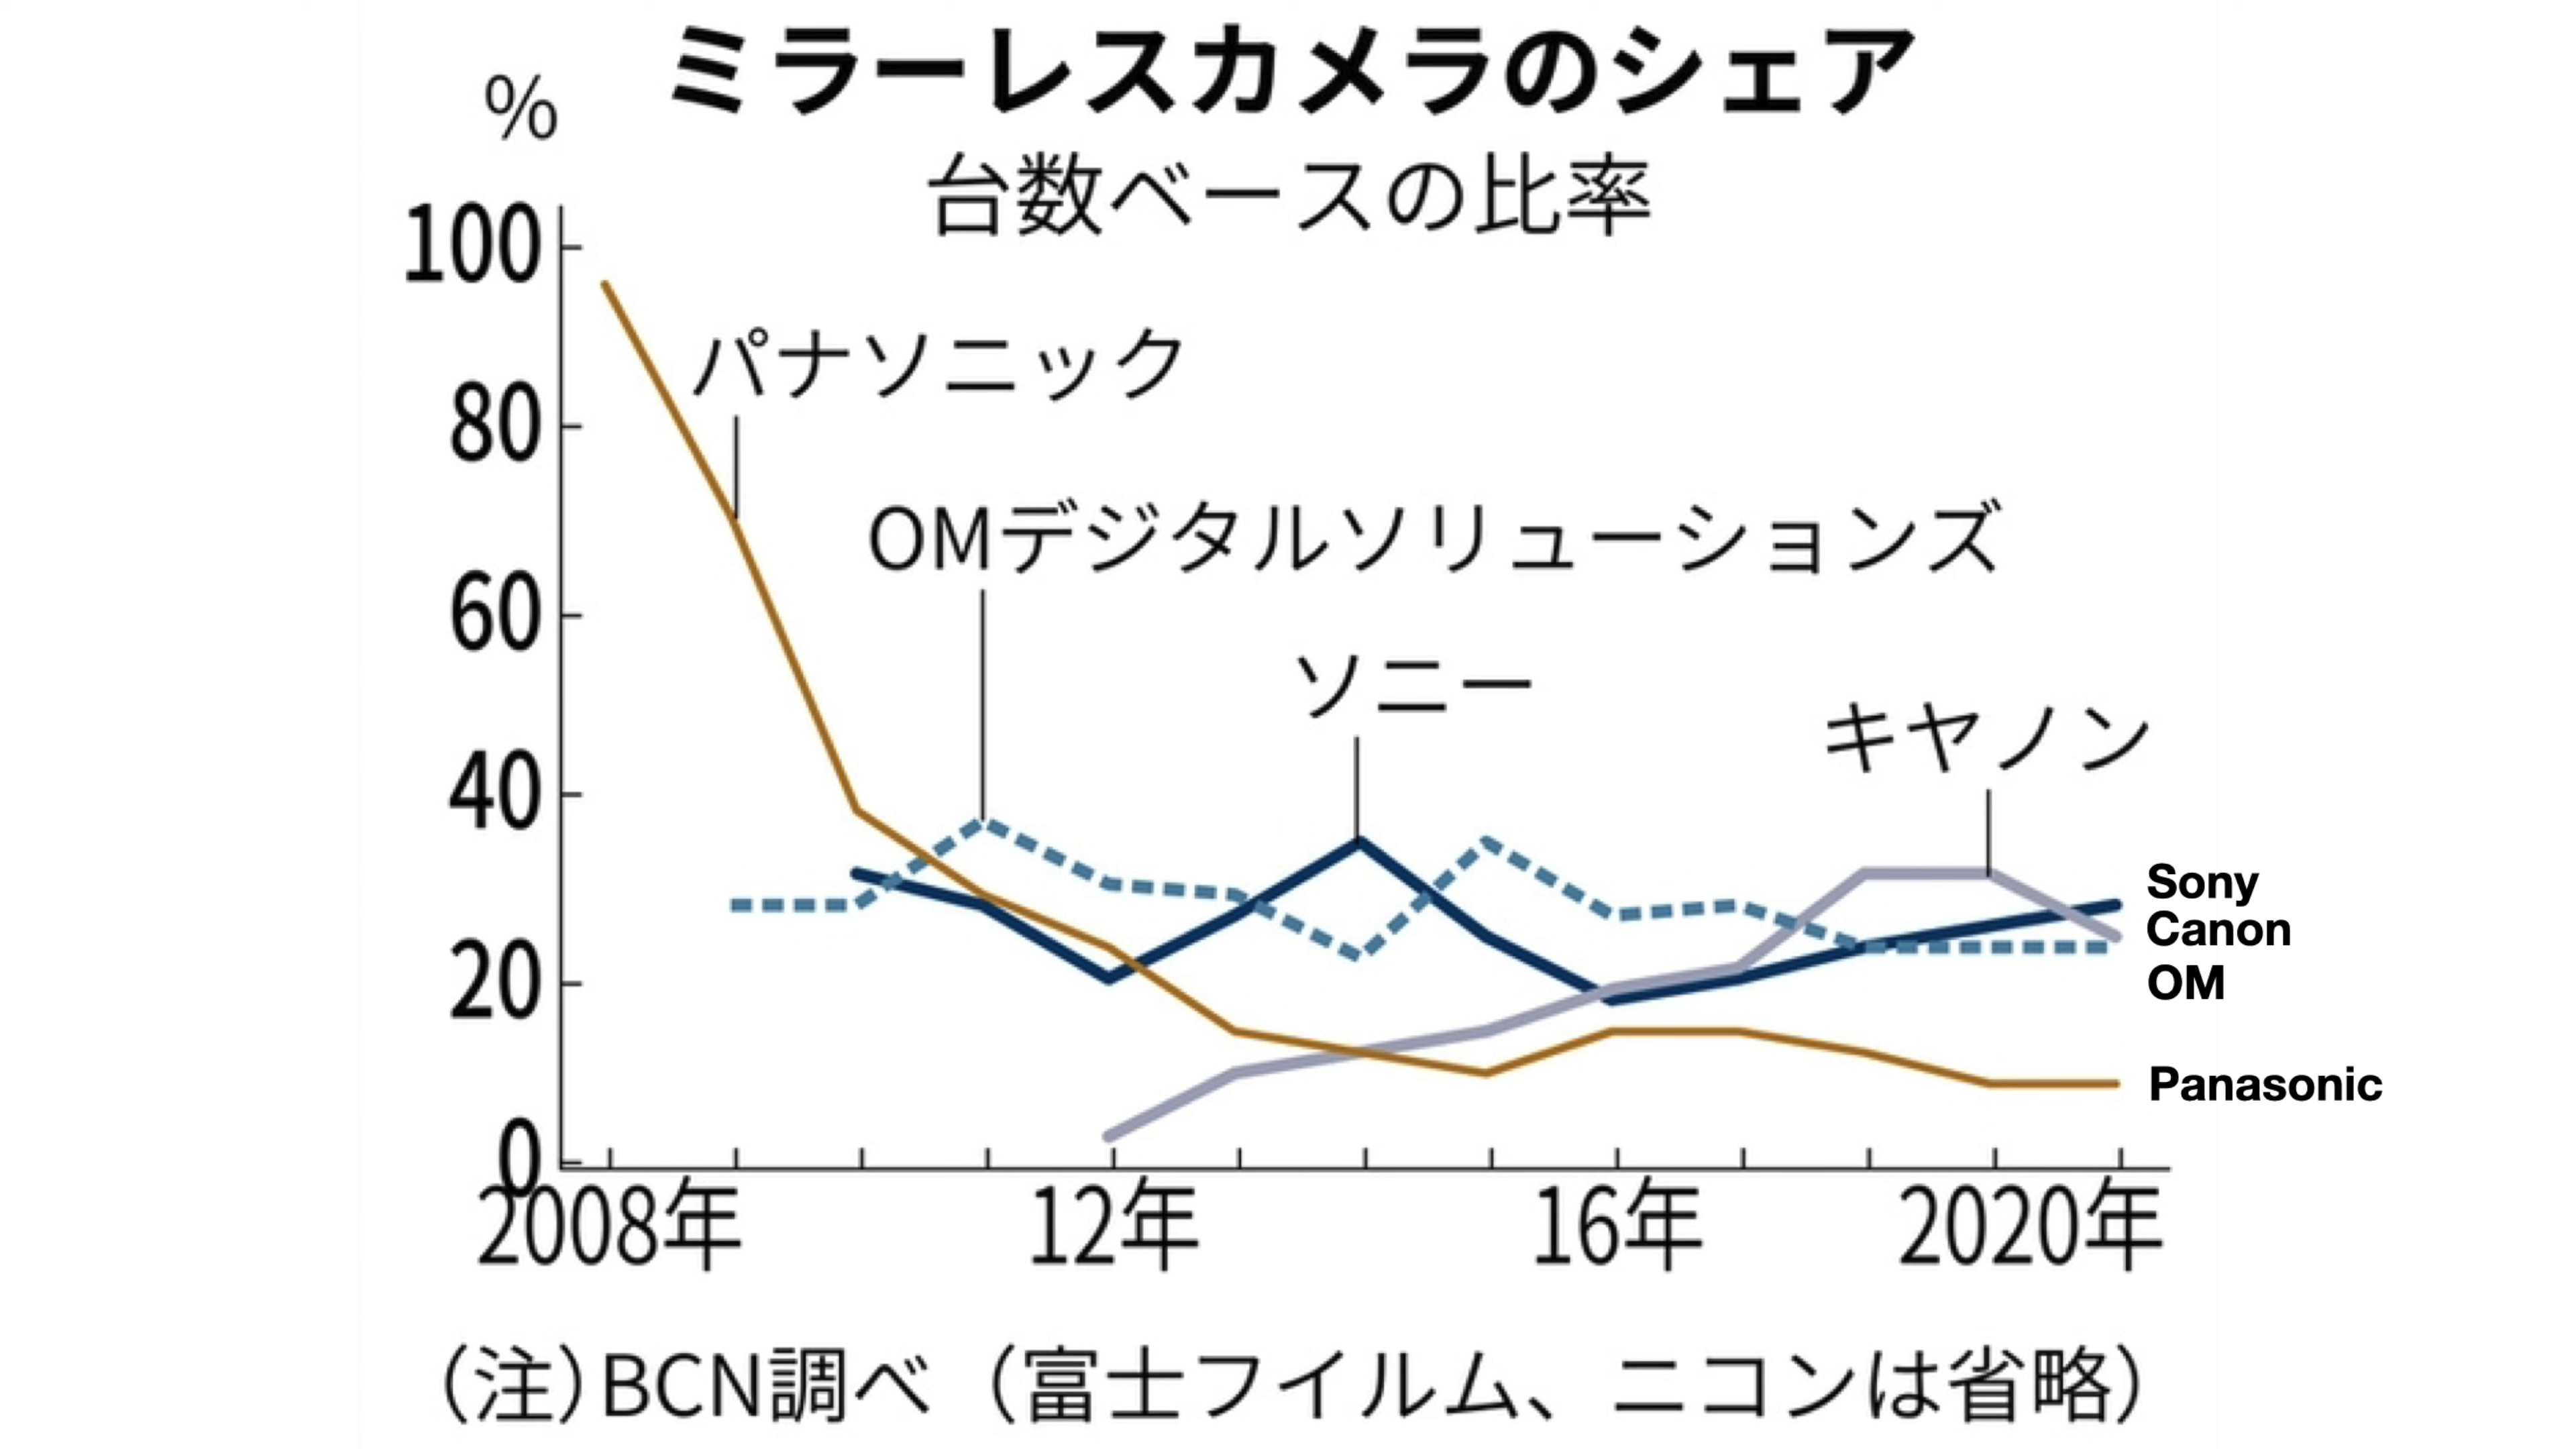 ミラーレスカメラのシェア
%
台数ベースの比率
100
パナソニック
80
OMデジタルソリューションズ
60
ソニー
キヤノン
40
Sony
Canon
20
OM
Panasonic
0
2008年 12年 16年 2020年
（注）BCN調べ（富士フイルム、ニコンは省略）